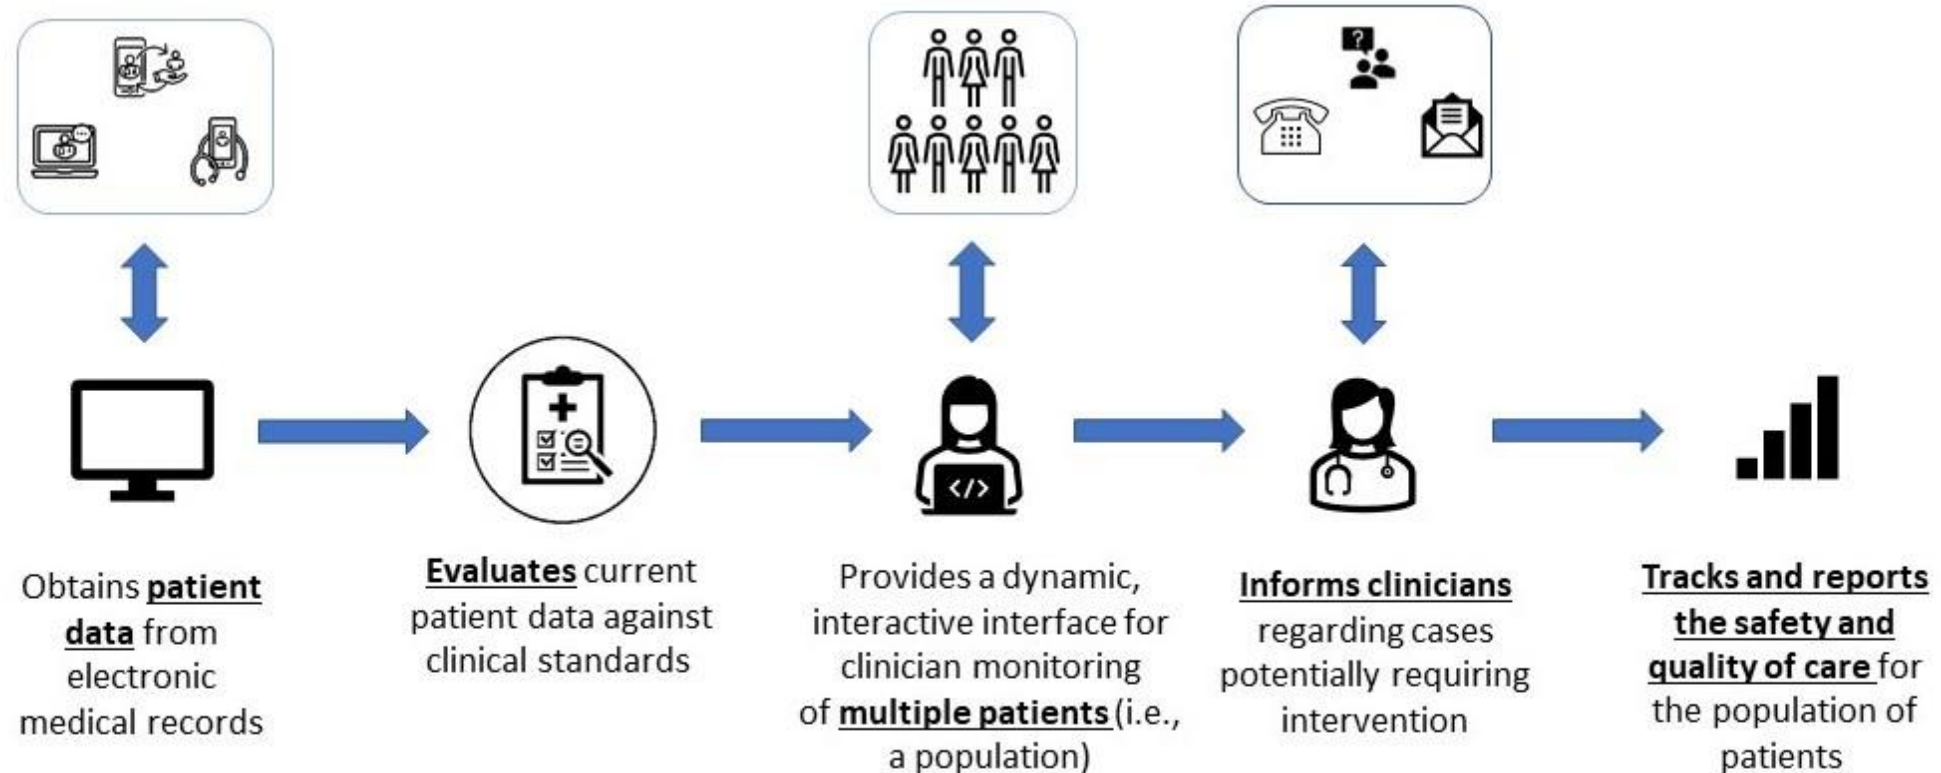 ?
</>
Obtains patient
data from
electronic
medical records
Evaluates current
patient data against
clinical standards
Provides a dynamic,
interactive interface for
clinician monitoring
of multiple patients (i.e.,
a population)
Informs clinicians
regarding cases
potentially requiring
intervention
Tracks and reports
the safety and
quality of care for
the population of
patients